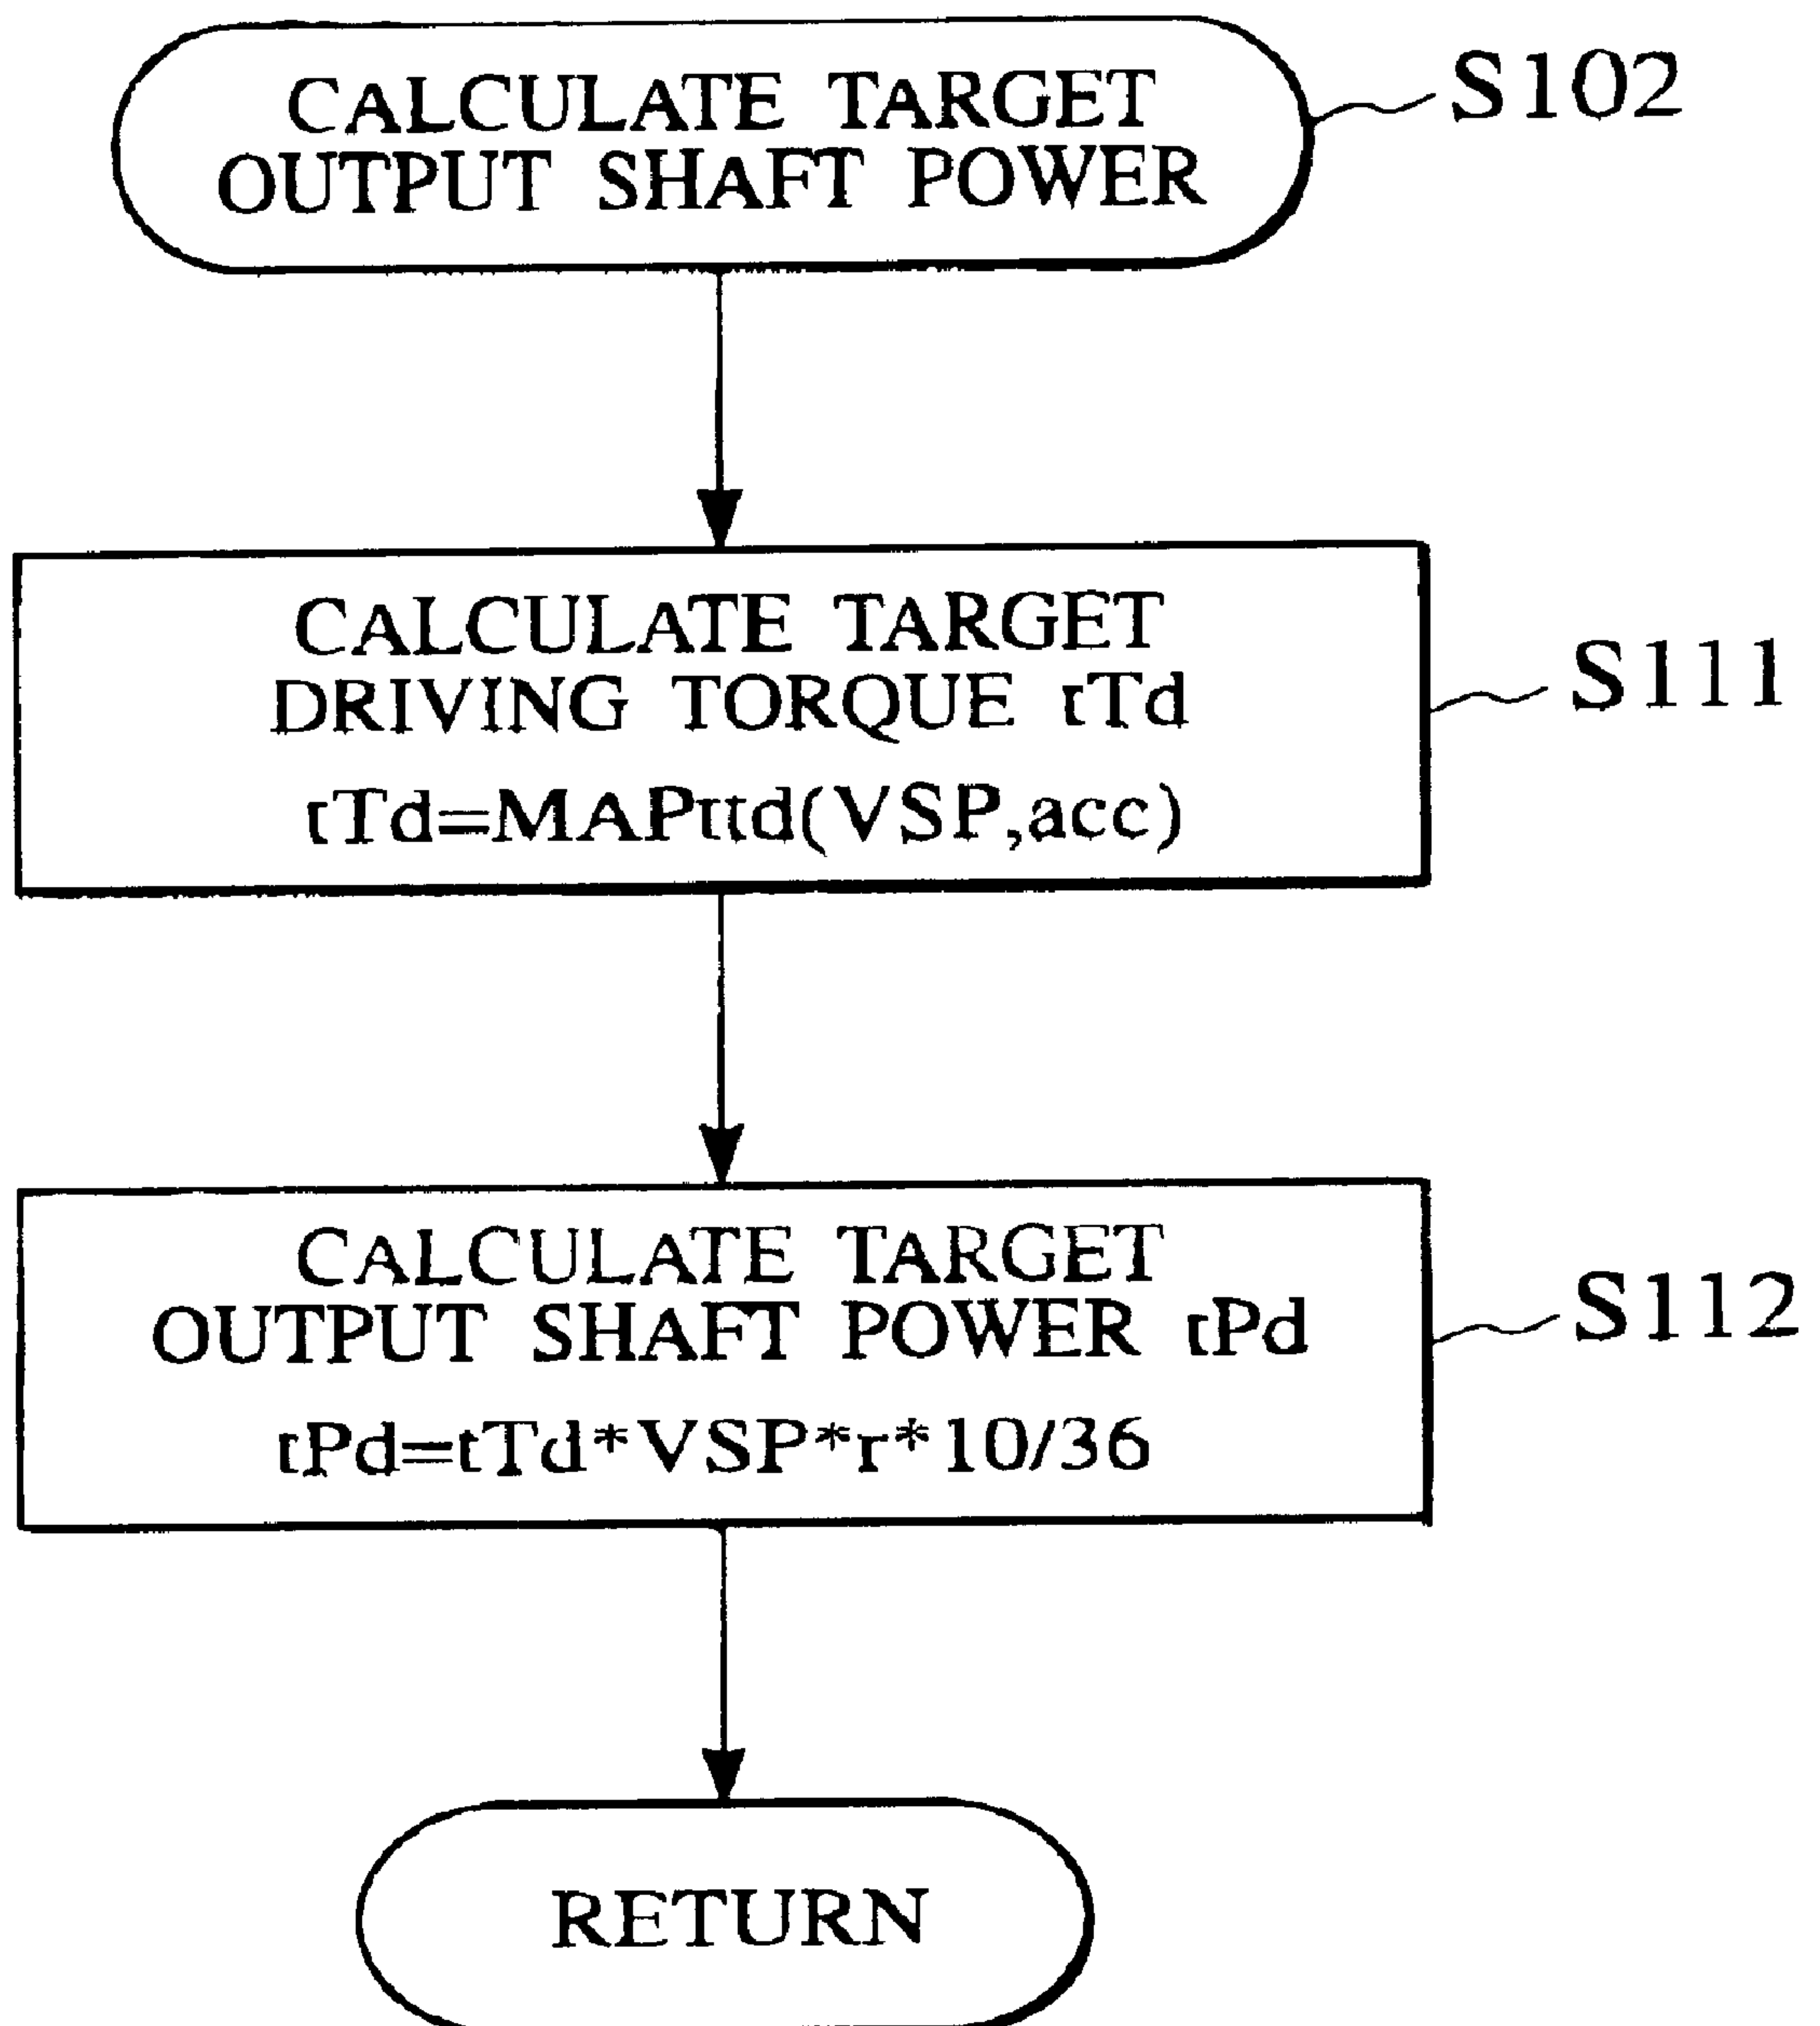 CALCULATE TARGET
OUTPUT SHAFT POWER
S102
CALCULATE TARGET
DRIVING TORQUE tTd
tTd=MAPttd(VSP,acc)
S111
CALCULATE TARGET
OUTPUT SHAFT POWER tPd
tPd=tTd*VSP*r*10/36
S112
RETURN